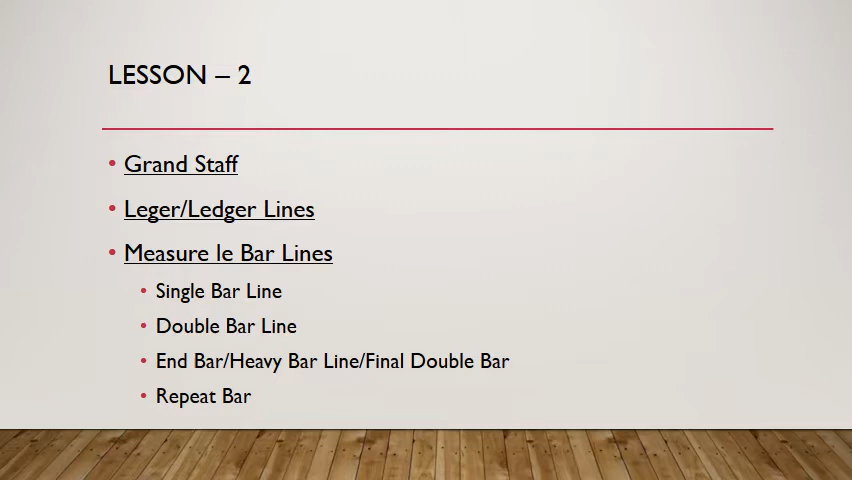 LESSON – 2
• Grand Staff
• Leger/Ledger Lines
• Measure le Bar Lines
• Single Bar Line
• Double Bar Line
• End Bar/Heavy Bar Line/Final Double Bar
• Repeat Bar